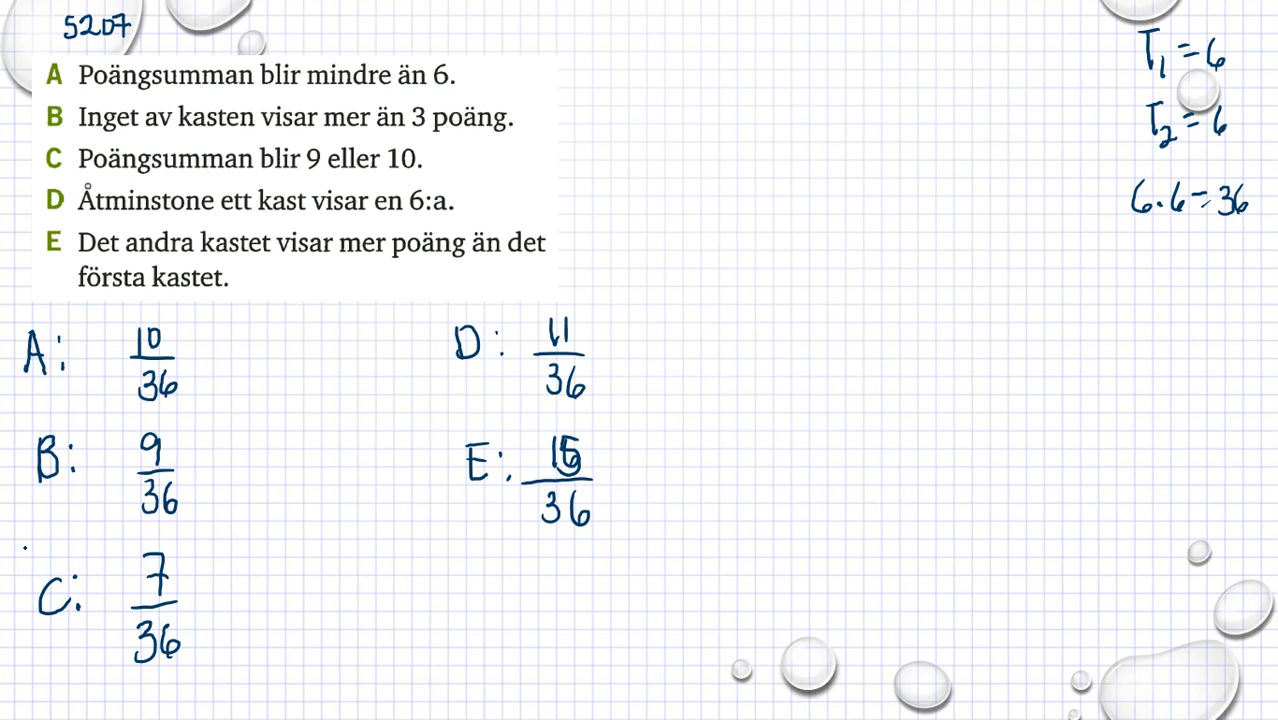 5207
A Poängsumman blir mindre än 6.
B Inget av kasten visar mer än 3 poäng.
C Poängsumman blir 9 eller 10.
D Åtminstone ett kast visar en 6:a.
E Det andra kastet visar mer poäng än det
första kastet.
T₁ = 6
T₂ = 6
6·6=36
A: 10/36
B: 9/36
C: 7/36
D: 11/36
E: 15/36